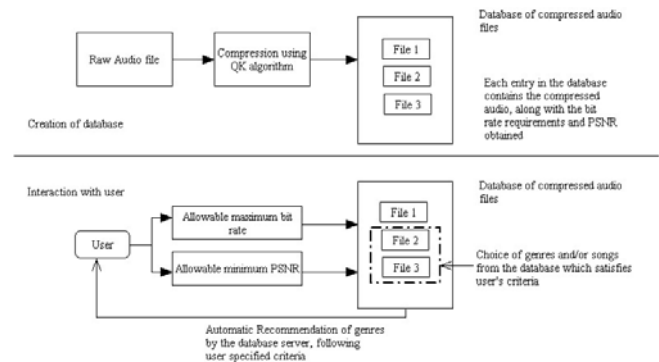 Database of compressed audio
files
Raw Audio file
Compression using
QK algorithm
File 1
File 2
File 3
Each entry in the database
contains the compressed
audio, along with the bit
rate requirements and PSNR
obtained
Creation of database
Interaction with user
Database of compressed audio
files
User
Allowable maximum bit
rate
Allowable minimum PSNR
File 1
File 2
File 3
Choice of genres and/or songs
from the database which satisfies
user's criteria
Automatic Recommendation of genres
by the database server, following
user specified criteria